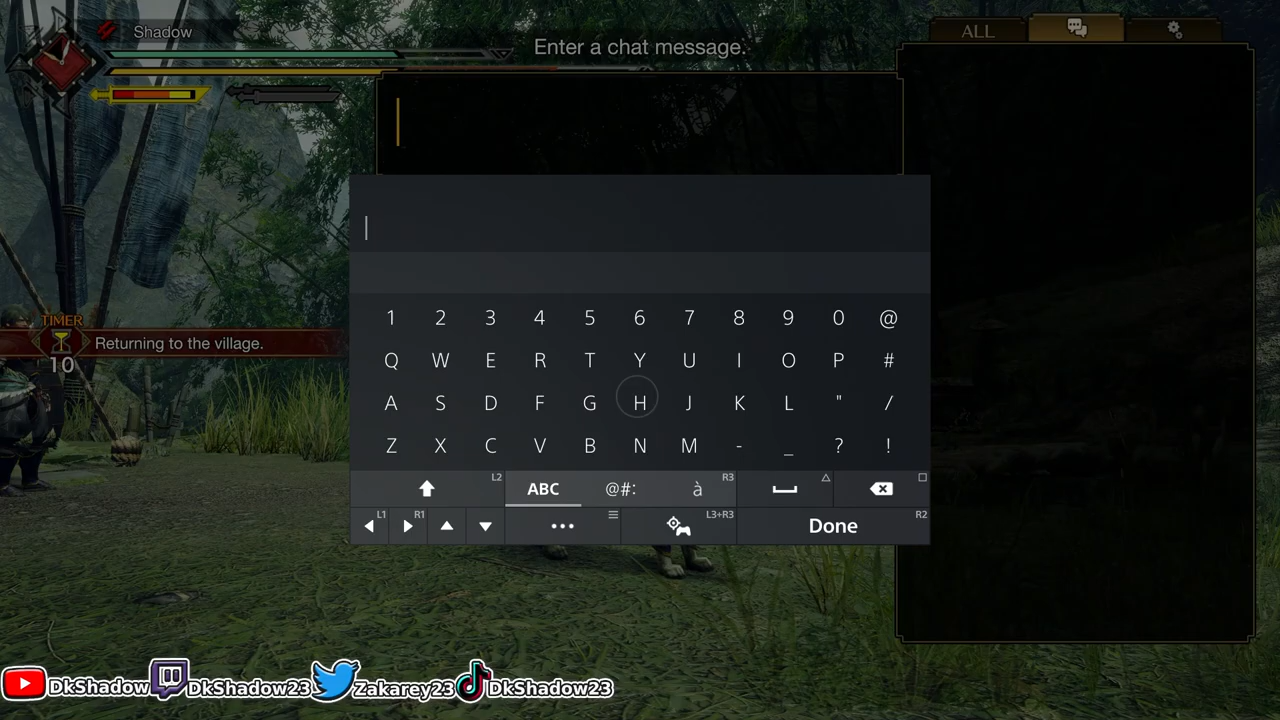 Shadow
Enter a chat message.
ALL
TIMER
Returning to the village.
10
1 2 3 4 5 6 7 8 9 0 @
Q W E R T Y U I O P #
A S D F G H J K L " /
Z X C V B N M - _ ? !
L2 ABC @#: à R3
L1 R1 ... L3+R3 Done R2
DkShadow DkShadow23 Zakarey23 DkShadow23